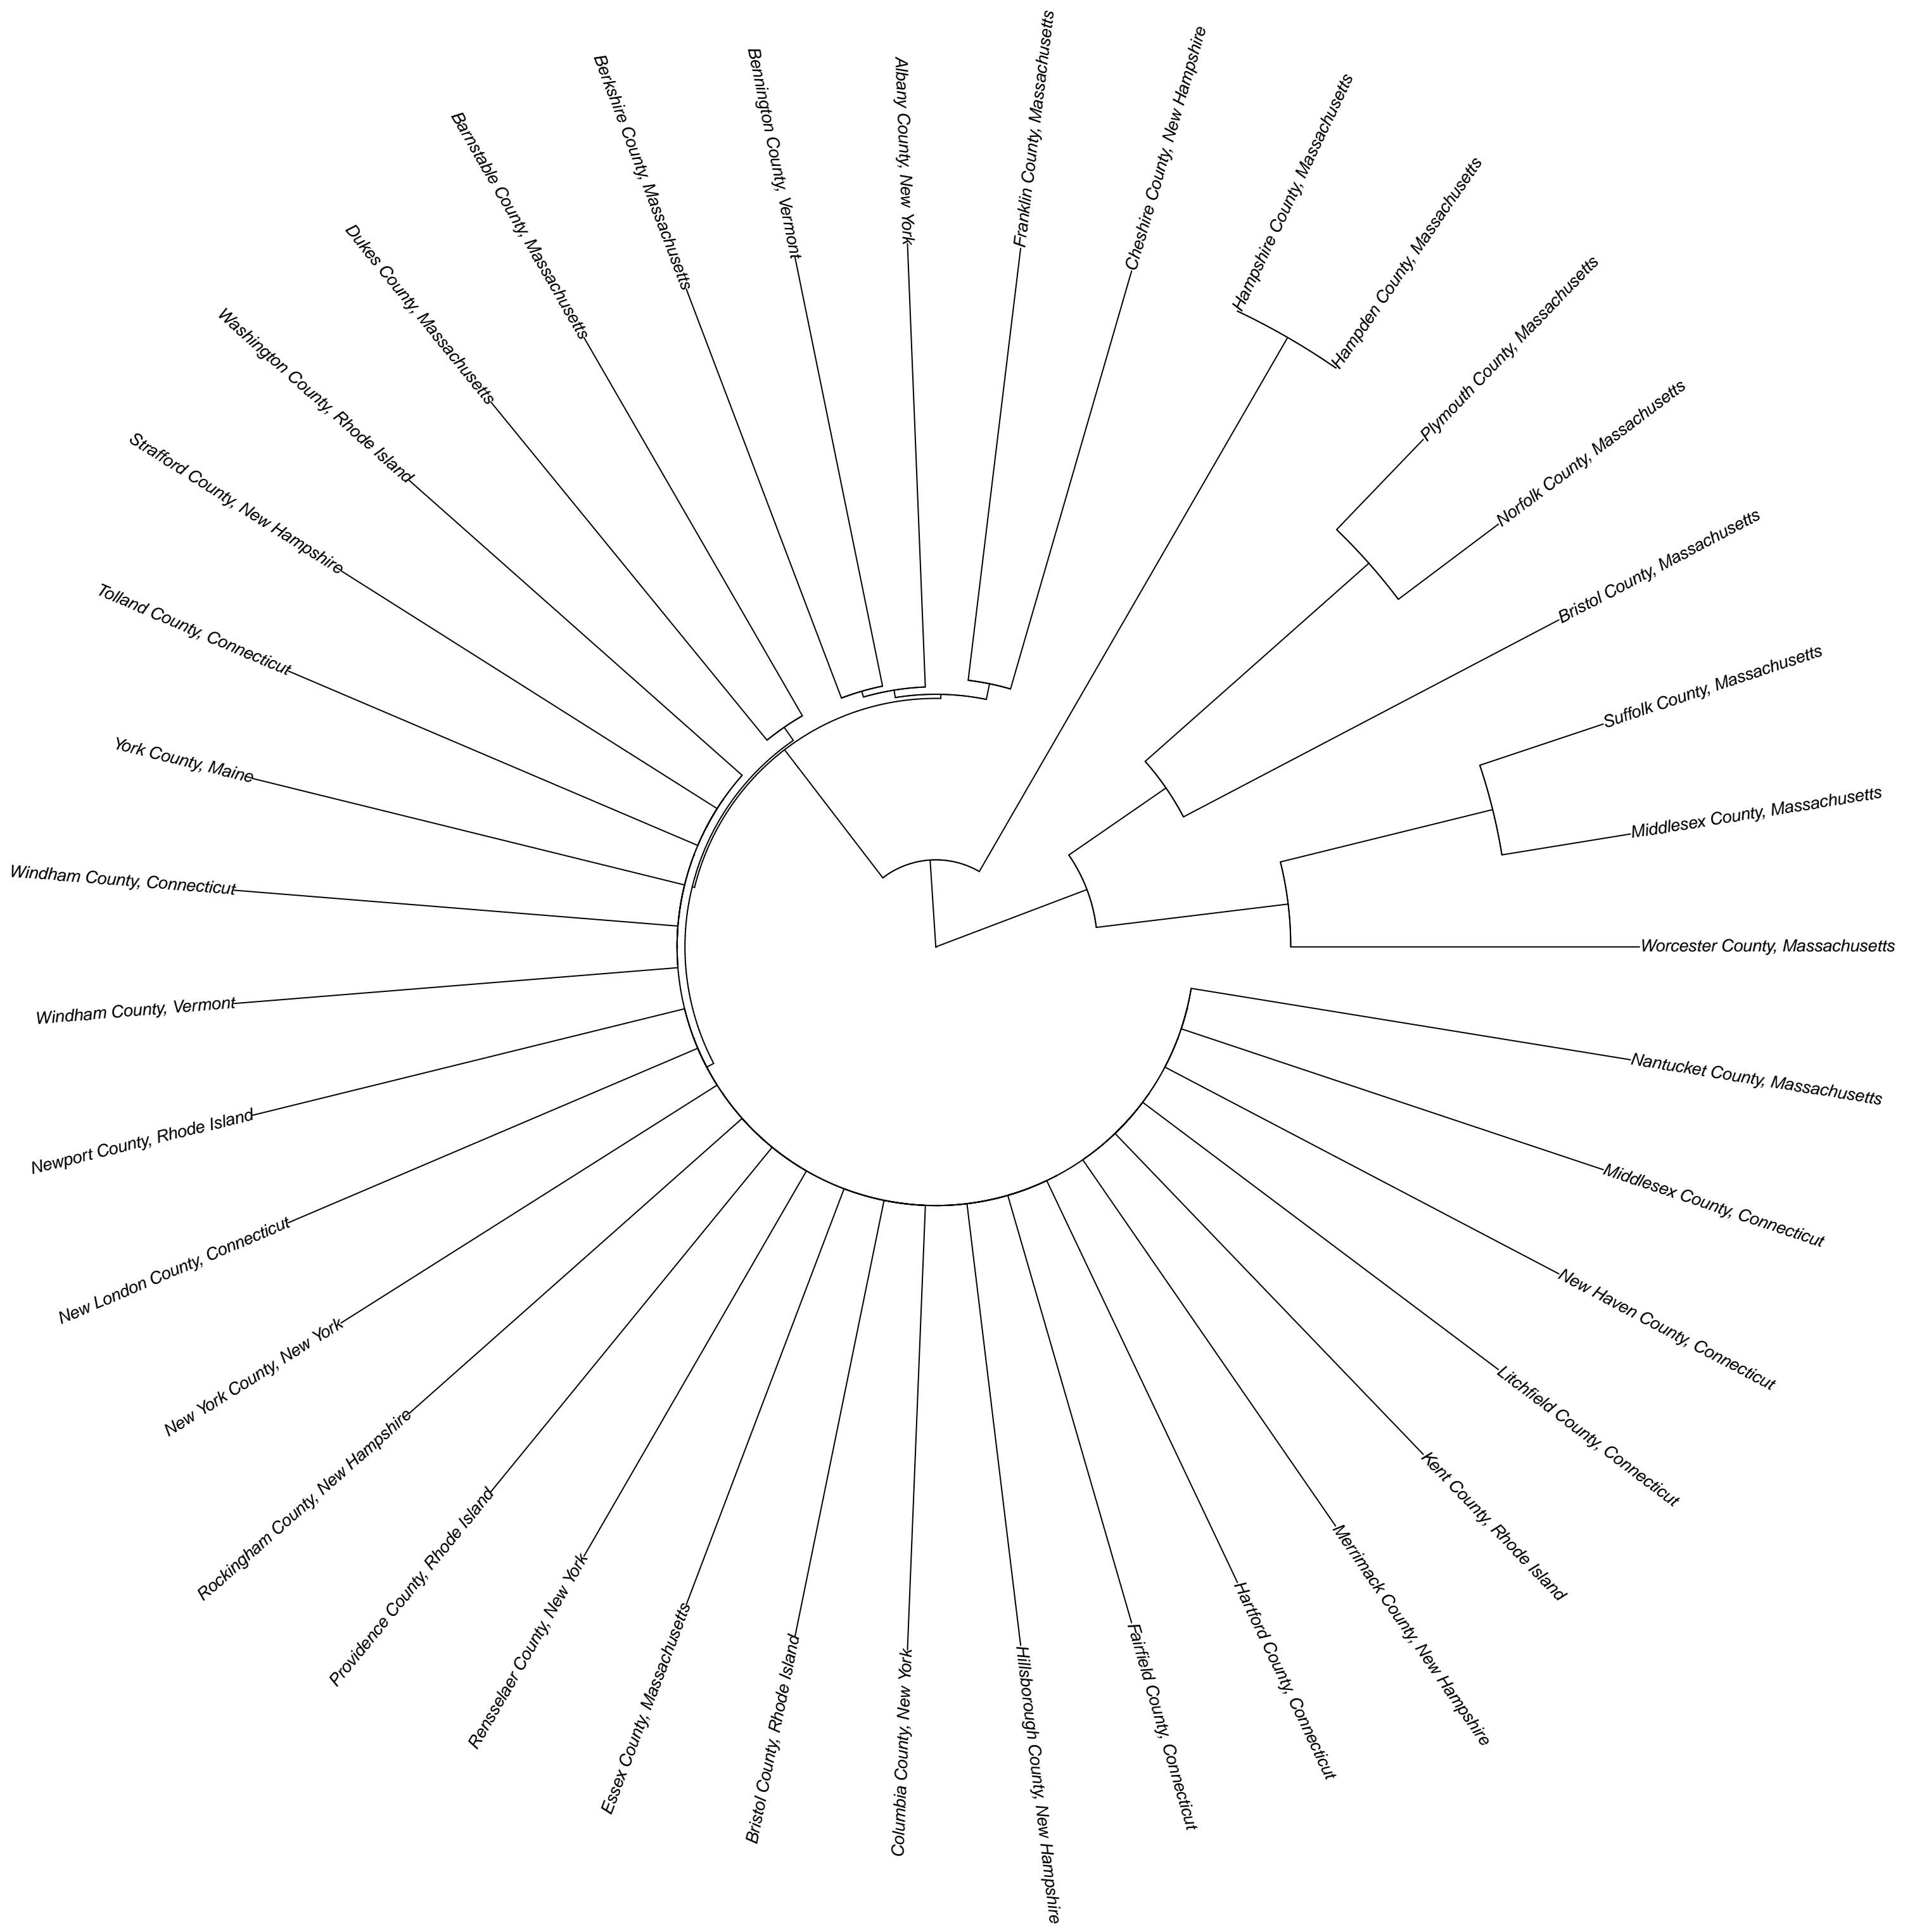 Franklin County, Massachusetts
Cheshire County, New Hampshire
Hampshire County, Massachusetts
Hampden County, Massachusetts
Plymouth County, Massachusetts
Norfolk County, Massachusetts
Bristol County, Massachusetts
Suffolk County, Massachusetts
Middlesex County, Massachusetts
Worcester County, Massachusetts
Nantucket County, Massachusetts
Middlesex County, Connecticut
New Haven County, Connecticut
Litchfield County, Connecticut
Kent County, Rhode Island
Merrimack County, New Hampshire
Hartford County, Connecticut
Fairfield County, Connecticut
Hillsborough County, New Hampshire
Columbia County, New York
Bristol County, Rhode Island
Essex County, Massachusetts
Rensselaer County, New York
Providence County, Rhode Island
Rockingham County, New Hampshire
New York County, New York
New London County, Connecticut
Newport County, Rhode Island
Windham County, Vermont
Windham County, Connecticut
York County, Maine
Tolland County, Connecticut
Strafford County, New Hampshire
Washington County, Rhode Island
Dukes County, Massachusetts
Barnstable County, Massachusetts
Berkshire County, Massachusetts
Bennington County, Vermont
Albany County, New York